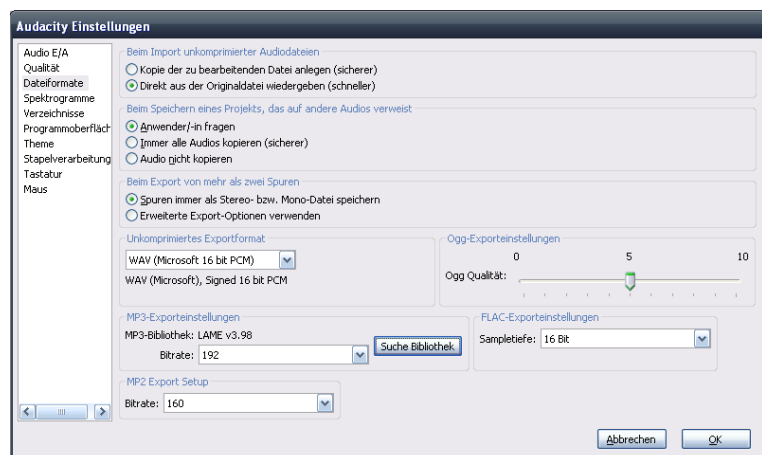 Audacity Einstellungen
Audio E/A
Qualität
Dateiformate
Spektrogramme
Verzeichnisse
Programmoberfläch
Theme
Stapelverarbeitung
Tastatur
Maus
Beim Import unkomprimierter Audiodateien
Kopie der zu bearbeitenden Datei anlegen (sicherer)
Direkt aus der Originaldatei wiedergeben (schneller)
Beim Speichern eines Projekts, das auf andere Audios verweist
Anwender/-in fragen
Immer alle Audios kopieren (sicherer)
Audio nicht kopieren
Beim Export von mehr als zwei Spuren
Spuren immer als Stereo- bzw. Mono-Datei speichern
Erweiterte Export-Optionen verwenden
Unkomprimiertes Exportformat
WAV (Microsoft 16 bit PCM)
WAV (Microsoft), Signed 16 bit PCM
Ogg-Exporteinstellungen
0 5 10
Ogg Qualität:
MP3-Exporteinstellungen
MP3-Bibliothek: LAME v3.98
Bitrate: 192
Suche Bibliothek
FLAC-Exporteinstellungen
Sampletiefe: 16 Bit
MP2 Export Setup
Bitrate: 160
Abbrechen
OK